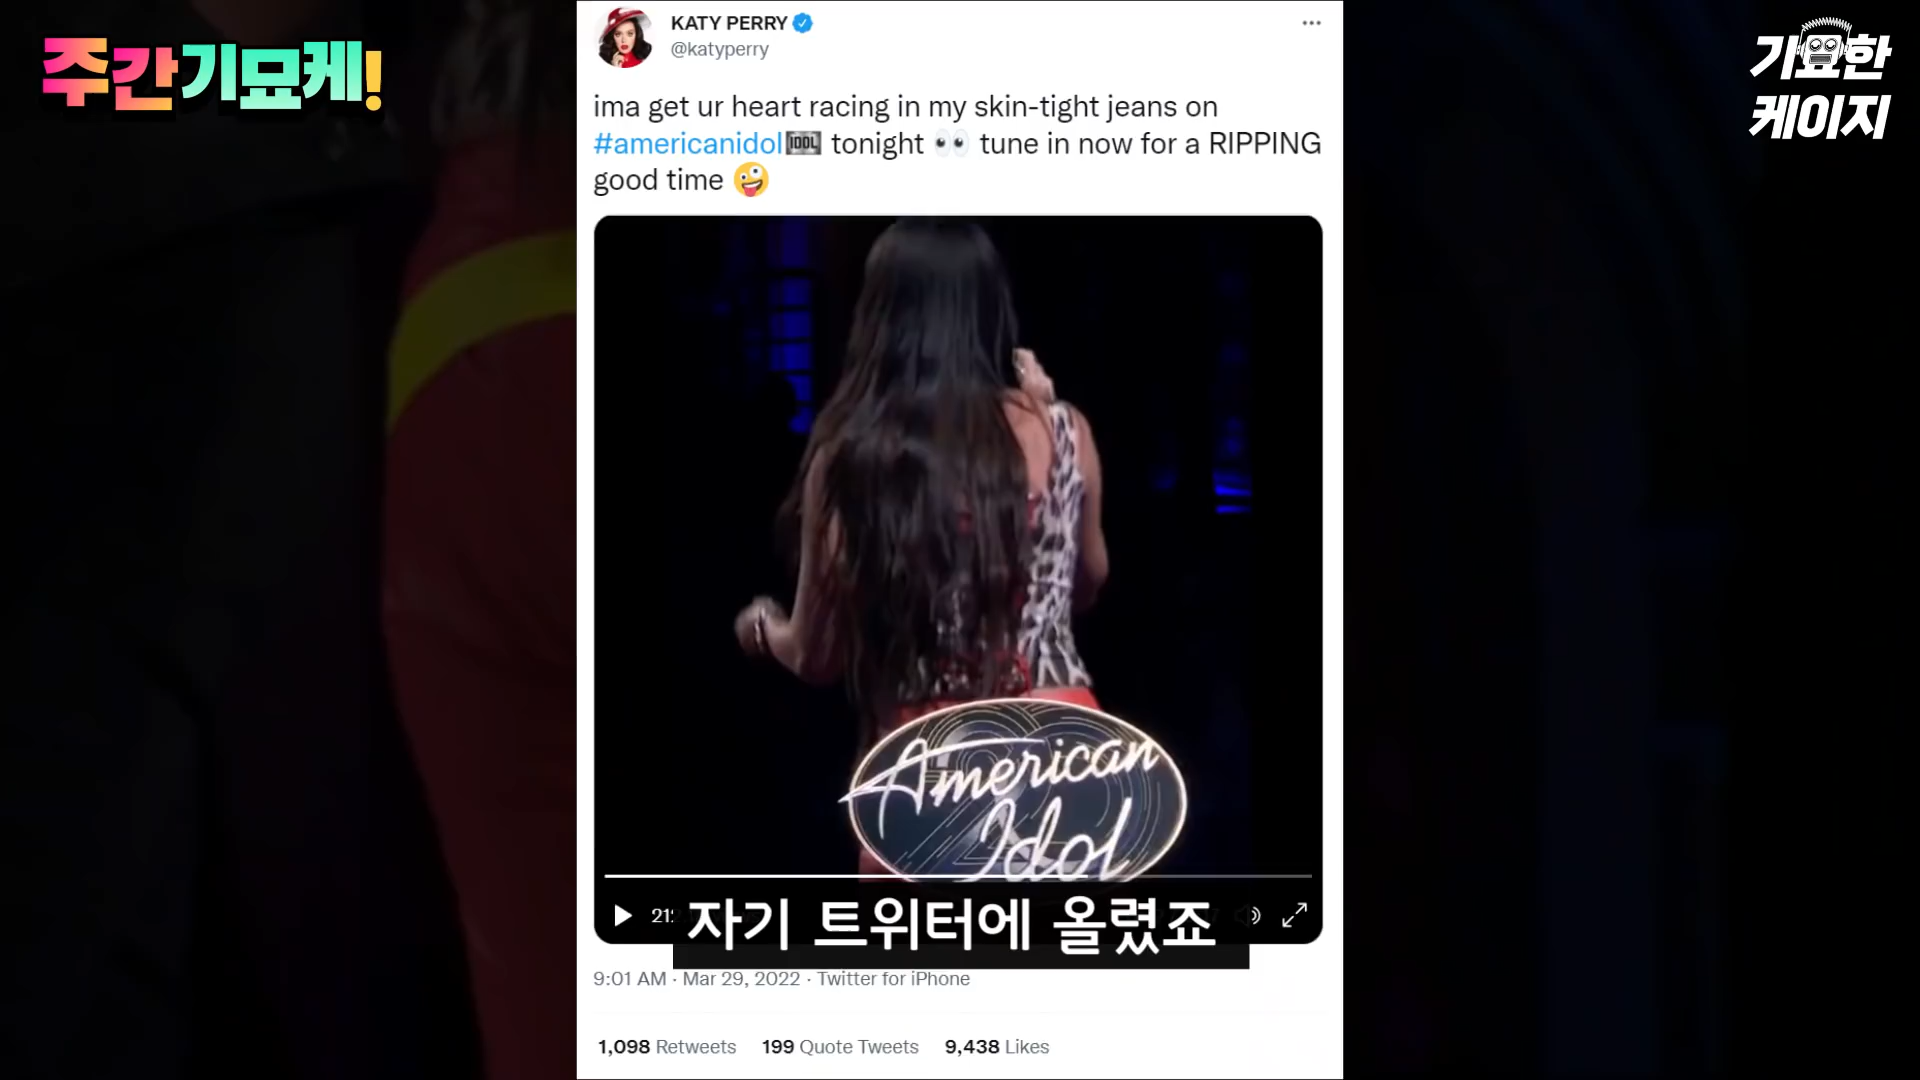 주간기묘케!
기묘한
케이지
KATY PERRY
@katyperry
ima get ur heart racing in my skin-tight jeans on
#americanidol IDOL tonight 👀 tune in now for a RIPPING
good time 🤪
American
Idol
자기 트위터에 올렸죠
9:01 AM · Mar 29, 2022 · Twitter for iPhone
1,098 Retweets 199 Quote Tweets 9,438 Likes